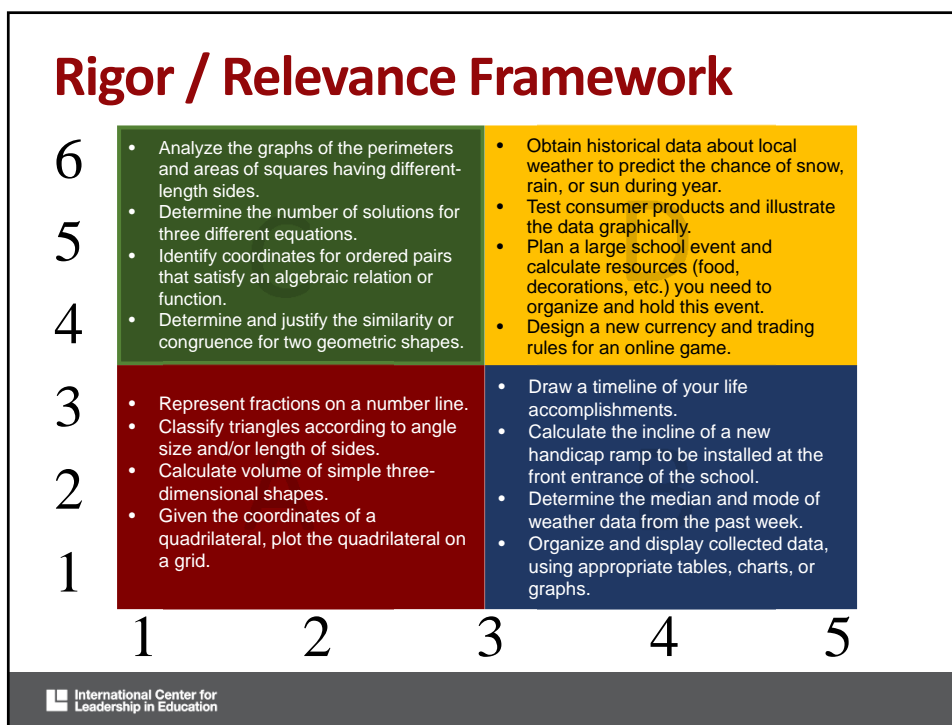 Rigor / Relevance Framework
6
5
4
3
2
1
• Analyze the graphs of the perimeters
and areas of squares having different-
length sides.
• Determine the number of solutions for
three different equations.
• Identify coordinates for ordered pairs
that satisfy an algebraic relation or
function.
• Determine and justify the similarity or
congruence for two geometric shapes.
C
• Obtain historical data about local
weather to predict the chance of snow,
rain, or sun during year.
• Test consumer products and illustrate
the data graphically.
• Plan a large school event and
calculate resources (food,
decorations, etc.) you need to
organize and hold this event.
• Design a new currency and trading
rules for an online game.
D
• Represent fractions on a number line.
• Classify triangles according to angle
size and/or length of sides.
• Calculate volume of simple three-
dimensional shapes.
• Given the coordinates of a
quadrilateral, plot the quadrilateral on
a grid.
A
• Draw a timeline of your life
accomplishments.
• Calculate the incline of a new
handicap ramp to be installed at the
front entrance of the school.
• Determine the median and mode of
weather data from the past week.
• Organize and display collected data,
using appropriate tables, charts, or
graphs.
B
1 2 3 4 5
International Center for
Leadership in Education